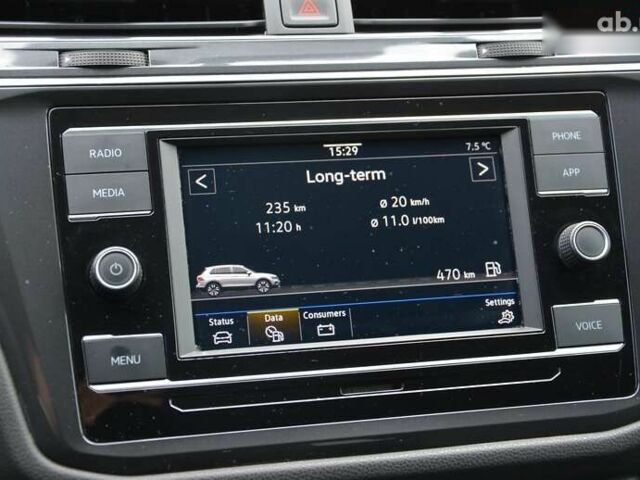 ab.
RADIO
MEDIA
MENU
PHONE
APP
VOICE
15:29
7.5 °C
<
Long-term
>
235 km
ø 20 km/h
11:20 h
ø 11.0 l/100km
470 km
Status
Data
Consumers
Settings